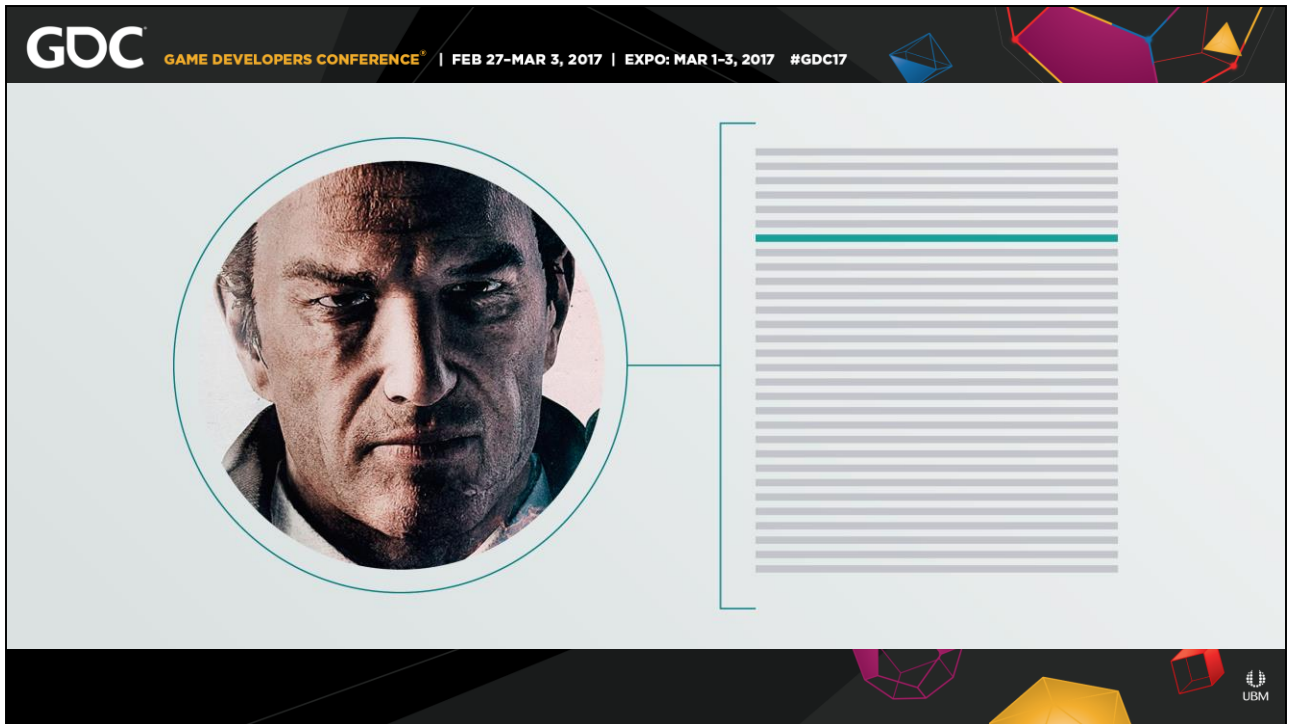 GDC GAME DEVELOPERS CONFERENCE® | FEB 27–MAR 3, 2017 | EXPO: MAR 1–3, 2017 #GDC17
UBM